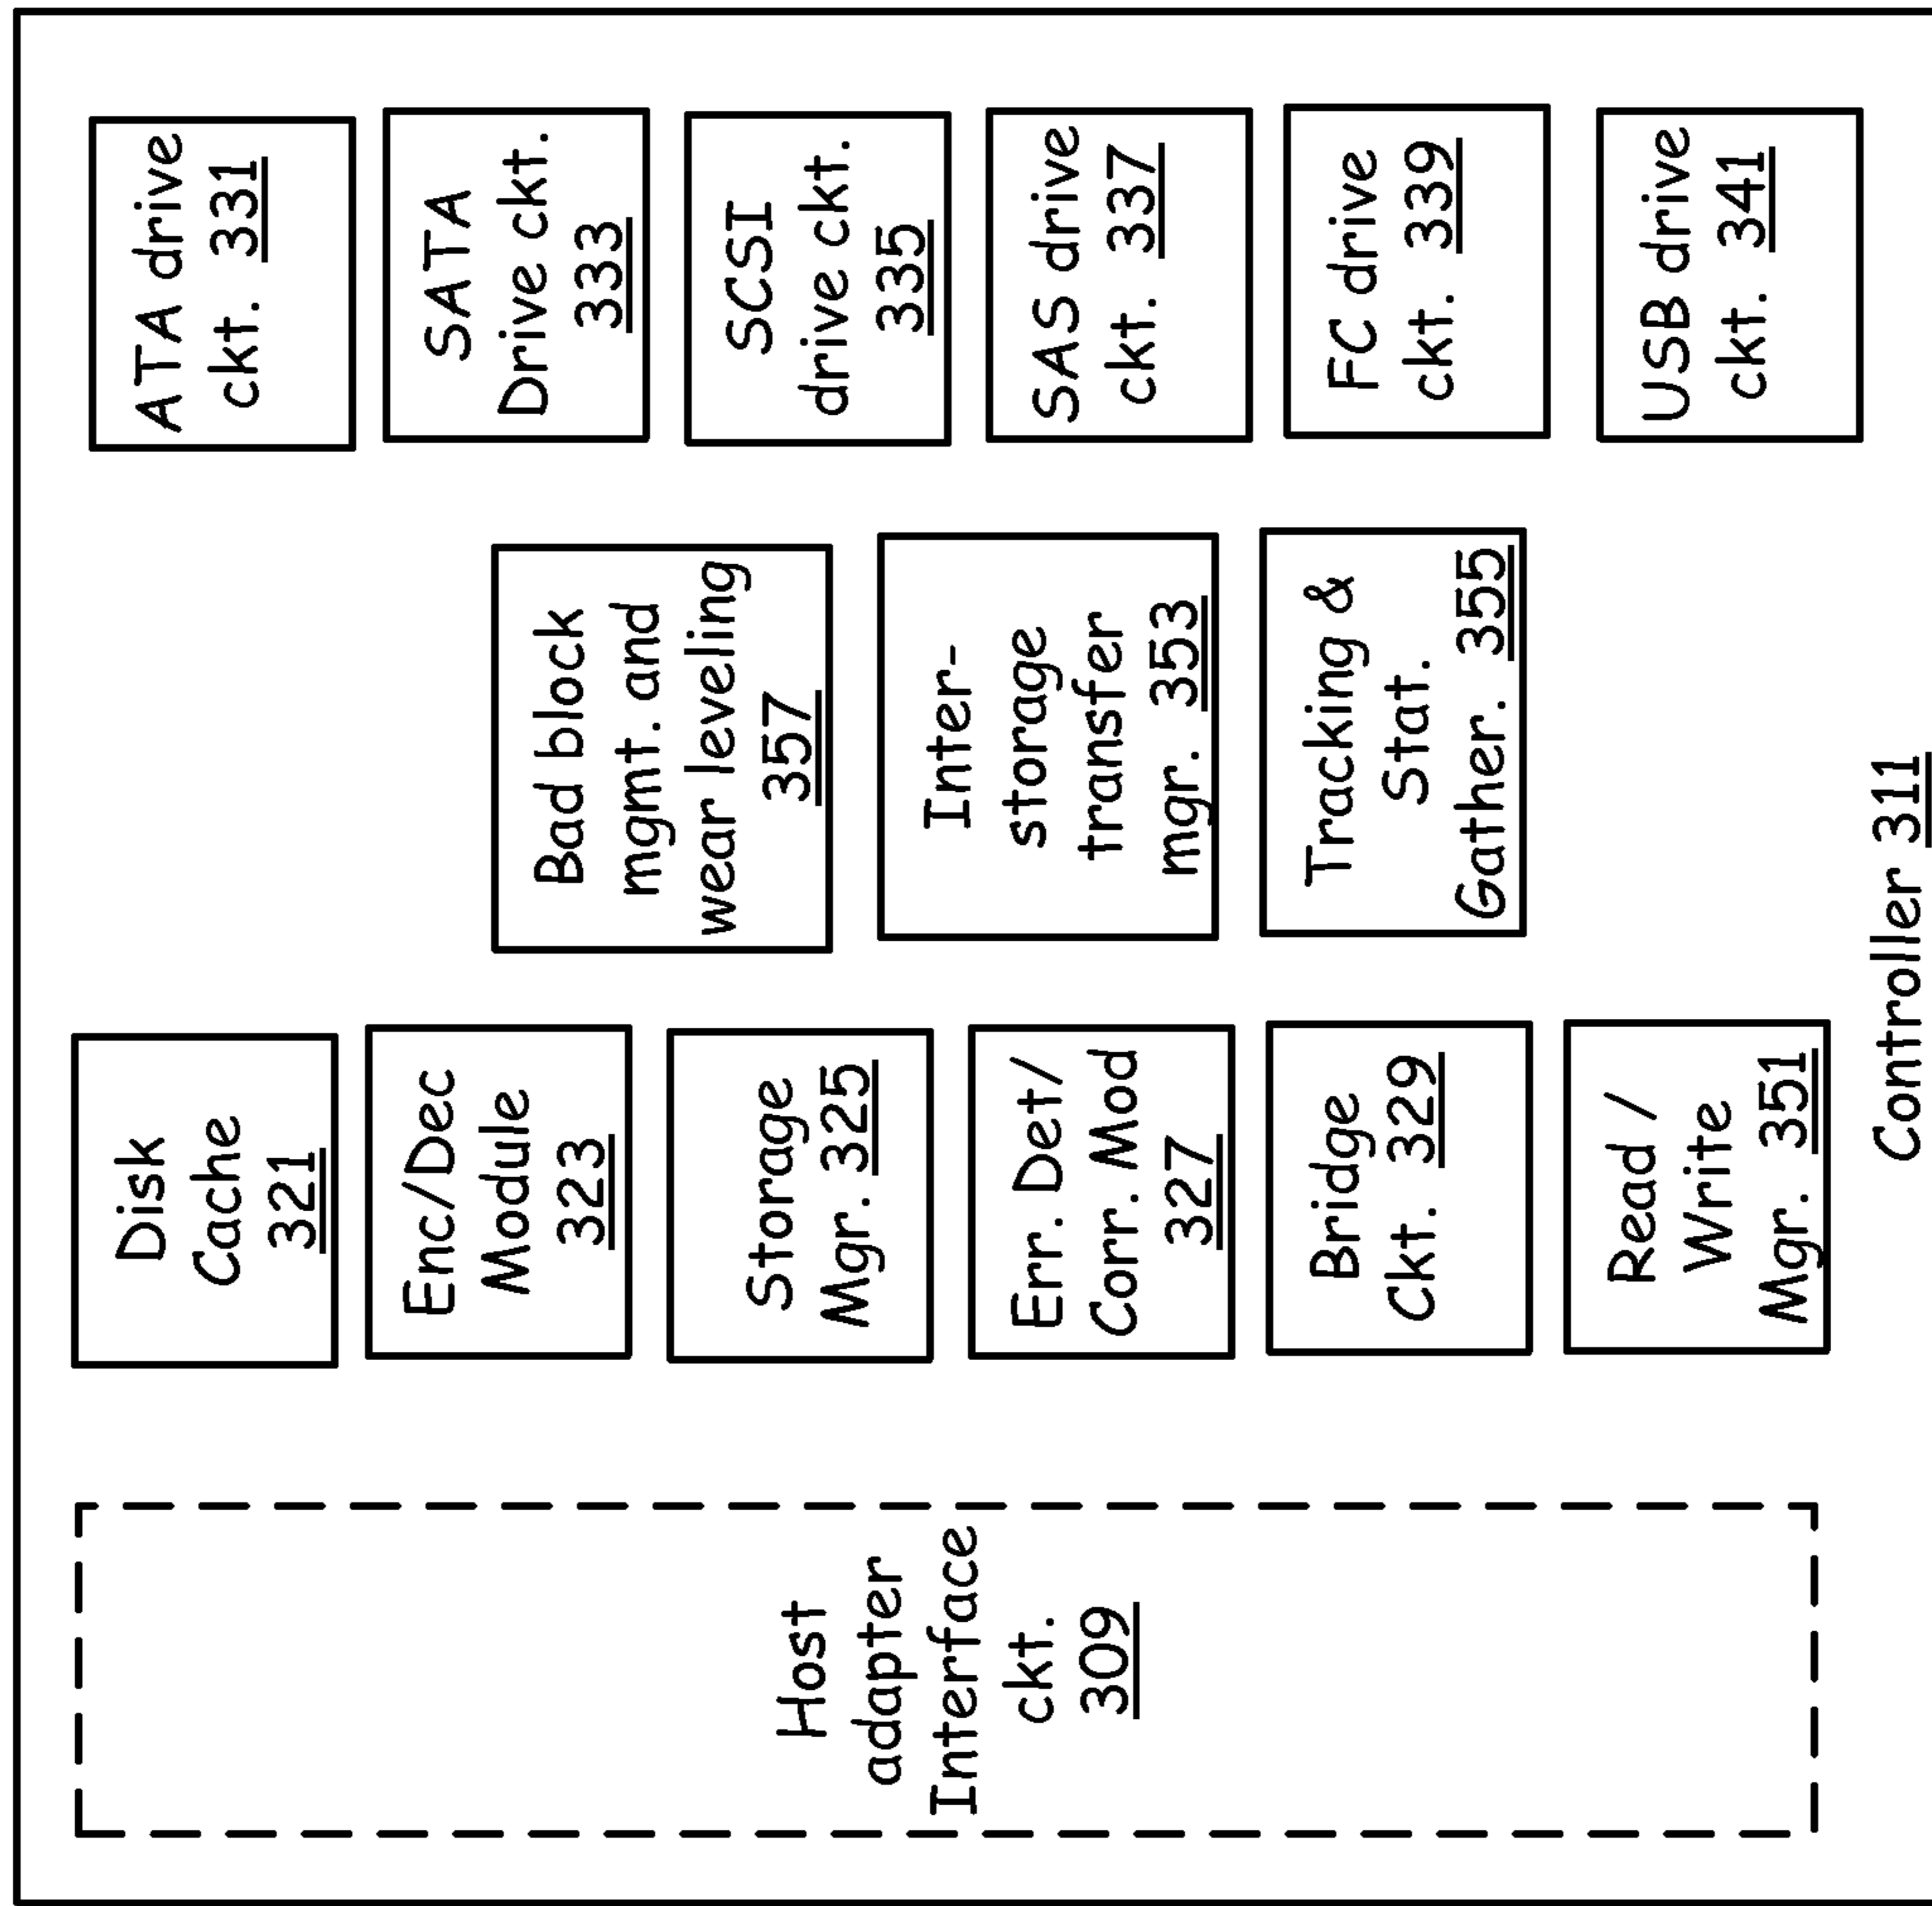 Host
adapter
Interface
ckt.
309
Disk
Cache
321
Enc/Dec
Module
323
Storage
Mgr. 325
Err. Det/
Corr. Mod
327
Bridge
Ckt. 329
Read /
Write
Mgr. 351
Bad block
mgmt. and
wear leveling
357
Inter-
storage
transfer
mgr. 353
Tracking &
Stat.
Gather. 355
ATA drive
ckt. 331
SATA
Drive ckt.
333
SCSI
drive ckt.
335
SAS drive
ckt. 337
FC drive
ckt. 339
USB drive
ckt. 341
Controller 311